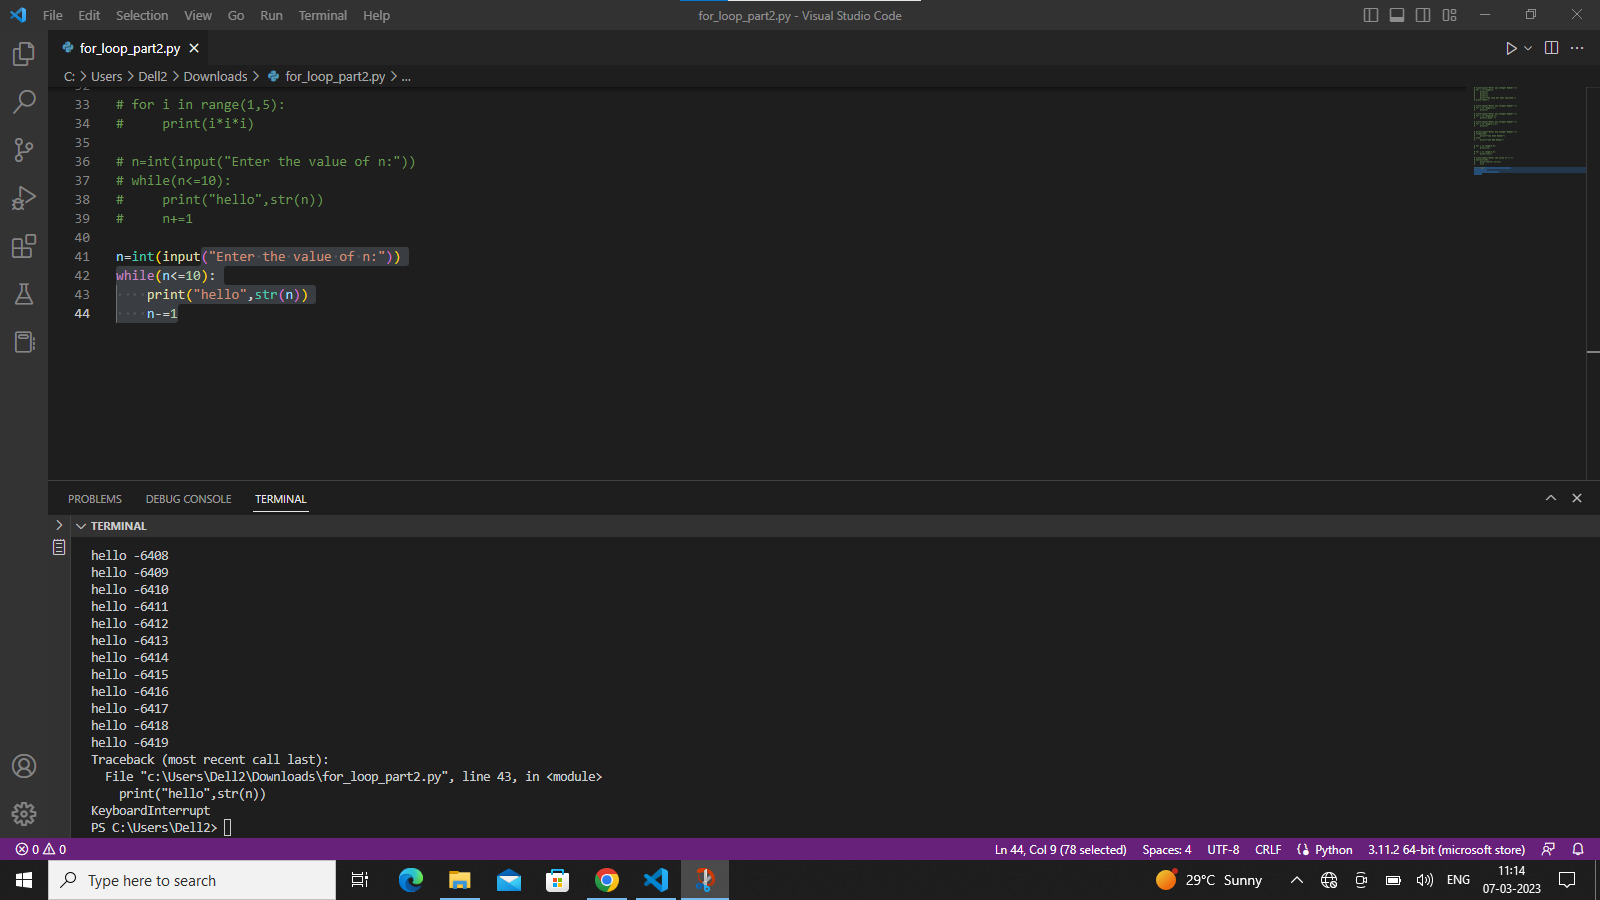 File Edit Selection View Go Run Terminal Help
for_loop_part2.py - Visual Studio Code
for_loop_part2.py
C: > Users > Dell2 > Downloads > for_loop_part2.py > ...
33 # for i in range(1,5):
34 #     print(i*i*i)
35
36 # n=int(input("Enter the value of n:"))
37 # while(n<=10):
38 #     print("hello",str(n))
39 #     n+=1
40
41 n=int(input("Enter the value of n:"))
42 while(n<=10):
43     print("hello",str(n))
44     n-=1
PROBLEMS DEBUG CONSOLE TERMINAL
TERMINAL
hello -6408
hello -6409
hello -6410
hello -6411
hello -6412
hello -6413
hello -6414
hello -6415
hello -6416
hello -6417
hello -6418
hello -6419
Traceback (most recent call last):
  File "c:\Users\Dell2\Downloads\for_loop_part2.py", line 43, in <module>
    print("hello",str(n))
KeyboardInterrupt
PS C:\Users\Dell2>
0 0 Ln 44, Col 9 (78 selected) Spaces: 4 UTF-8 CRLF Python 3.11.2 64-bit (microsoft store)
Type here to search
29°C Sunny
ENG
11:14
07-03-2023